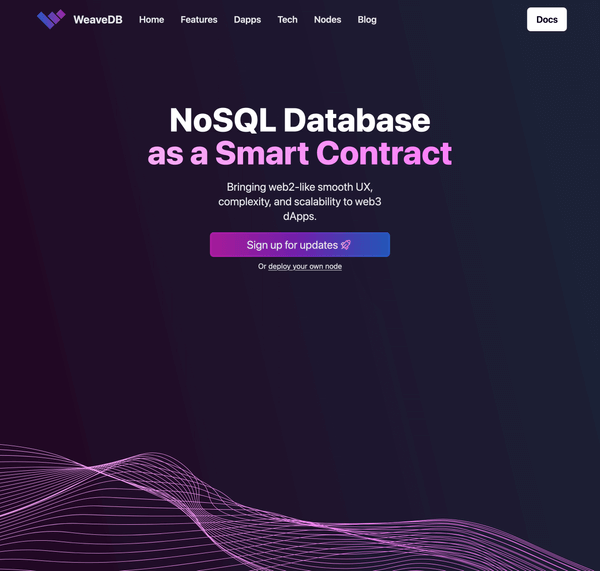 WeaveDB Home Features Dapps Tech Nodes Blog Docs
NoSQL Database
as a Smart Contract
Bringing web2-like smooth UX,
complexity, and scalability to web3
dApps.
Sign up for updates 🚀
Or deploy your own node